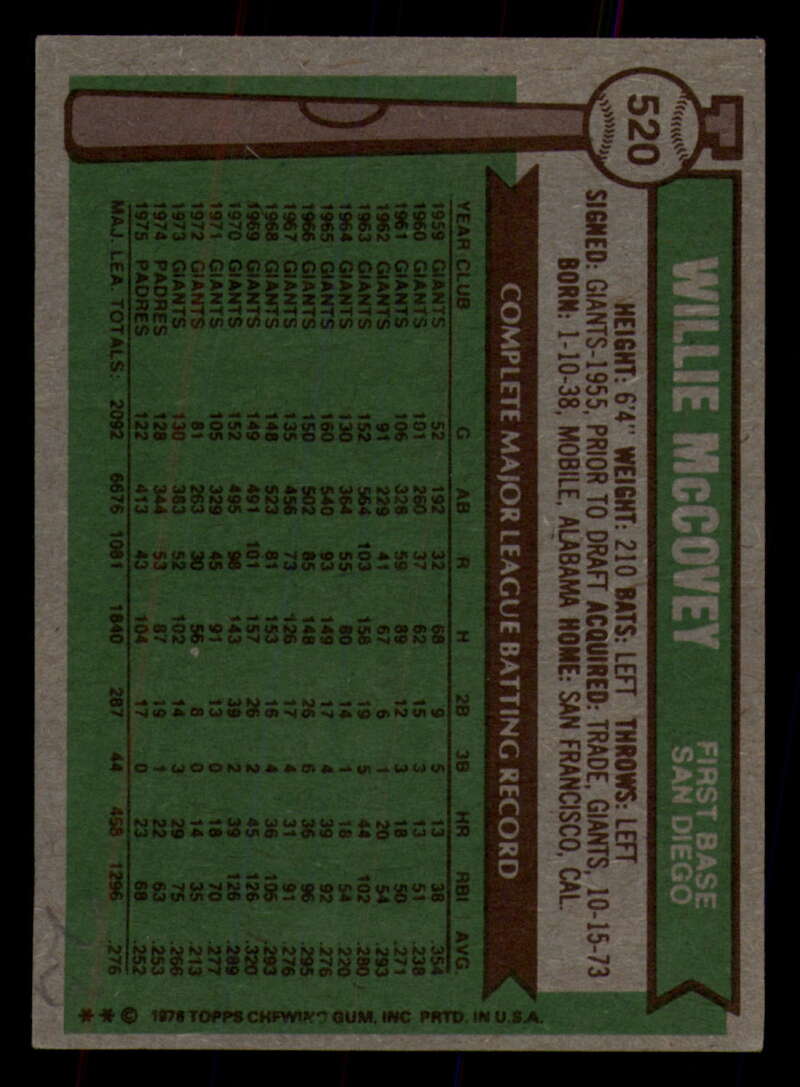 520
WILLIE McCOVEY
FIRST BASE
SAN DIEGO
HEIGHT: 6'4" WEIGHT: 210 BATS: LEFT THROWS: LEFT
SIGNED: GIANTS-1955, PRIOR TO DRAFT ACQUIRED: TRADE, GIANTS, 10-15-73
BORN: 1-10-38, MOBILE, ALABAMA HOME: SAN FRANCISCO, CAL.
COMPLETE MAJOR LEAGUE BATTING RECORD
YEAR CLUB G AB R H 2B 3B HR RBI AVG.
1959 GIANTS 52 192 32 68 9 5 13 38 .354
1960 GIANTS 101 260 37 62 15 3 13 51 .238
1961 GIANTS 106 328 59 89 12 3 18 50 .271
1962 GIANTS 91 229 41 67 6 1 20 54 .293
1963 GIANTS 152 564 103 158 19 5 44 102 .280
1964 GIANTS 130 364 55 80 14 1 18 54 .220
1965 GIANTS 160 540 93 149 17 4 39 92 .276
1966 GIANTS 150 502 85 148 26 6 36 96 .295
1967 GIANTS 135 456 73 126 17 4 31 91 .276
1968 GIANTS 148 523 81 153 16 4 36 105 .293
1969 GIANTS 149 491 101 157 26 2 45 126 .320
1970 GIANTS 152 495 98 143 39 2 39 126 .289
1971 GIANTS 105 329 45 91 13 0 18 70 .277
1972 GIANTS 81 263 30 56 8 0 14 35 .213
1973 GIANTS 130 383 52 102 14 3 29 75 .266
1974 PADRES 128 344 53 87 19 1 22 63 .253
1975 PADRES 122 413 43 104 17 0 23 68 .252
MAJ. LEA. TOTALS: 2092 6676 1081 1840 287 44 458 1296 .276
** © 1976 TOPPS CHEWING GUM, INC PRTD. IN U.S.A.